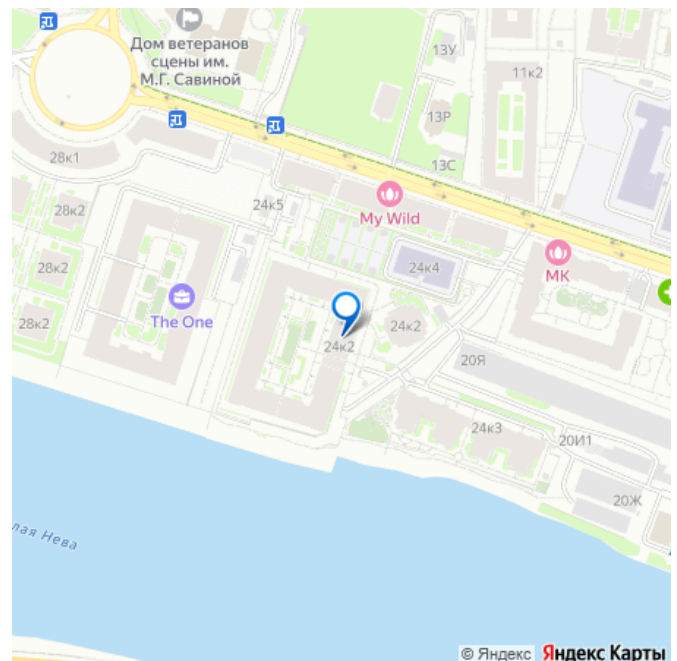 Дом ветеранов
сцены им.
М.Г. Савиной
13У
11к2
13Р
13С
28к1
28к2
24к5
My Wild
28к2
24к4
МК
28к2
The One
24к2
24к2
20Я
24к3
20И1
20Ж
лая Нева
© Яндекс Яндекс Карты